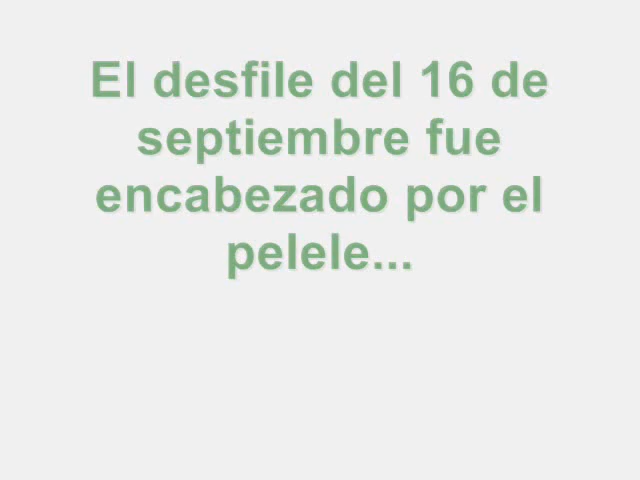 El desfile del 16 de
septiembre fue
encabezado por el
pelele...